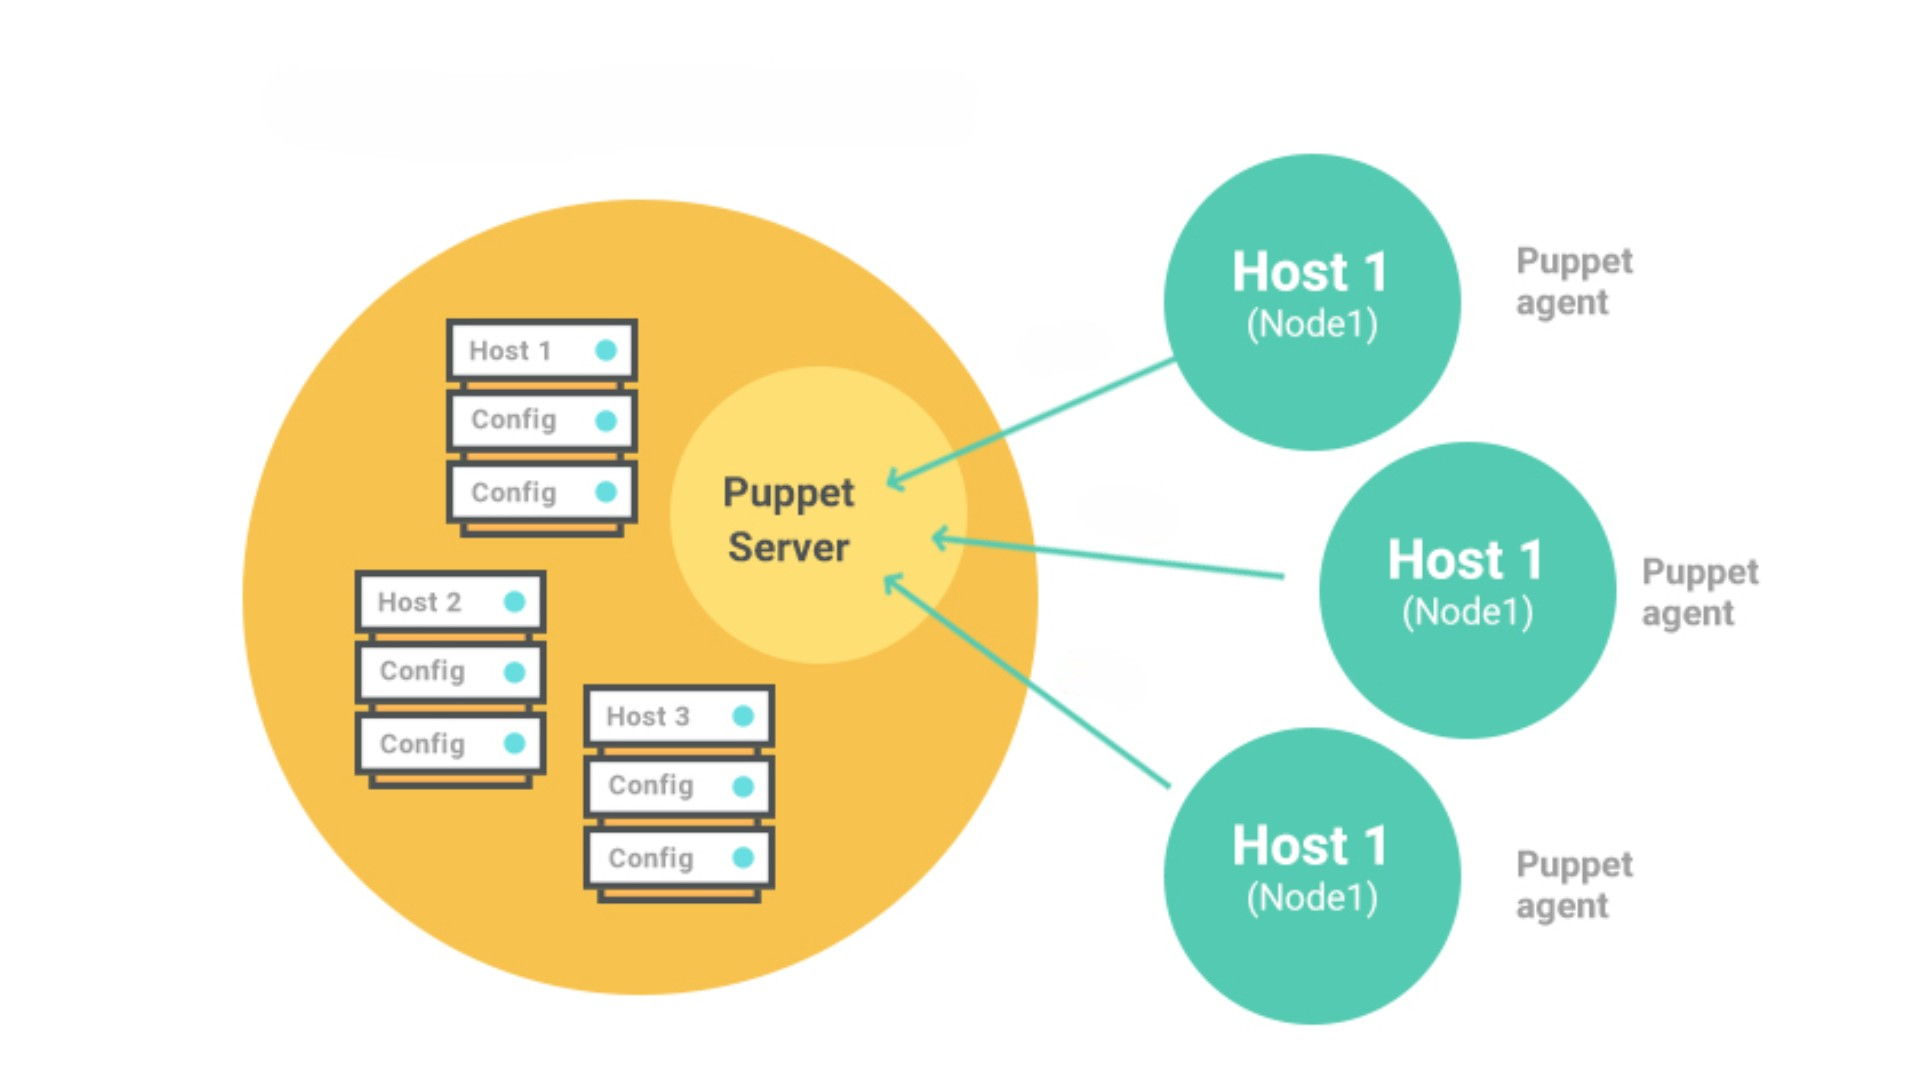 Host 1
Config
Config
Host 2
Config
Config
Host 3
Config
Config
Puppet
Server
Host 1
(Node1)
Puppet
agent
Host 1
(Node1)
Puppet
agent
Host 1
(Node1)
Puppet
agent